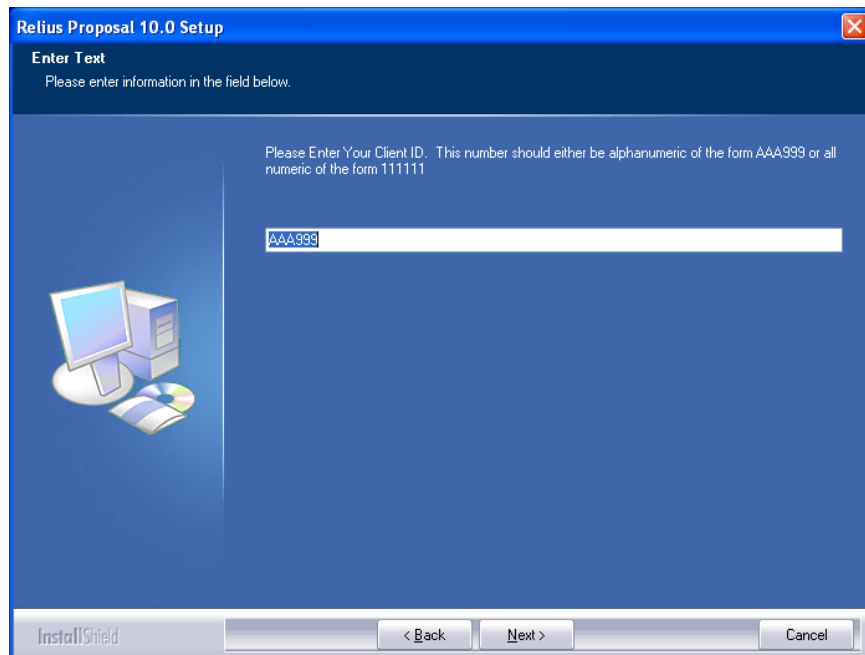 Relius Proposal 10.0 Setup
Enter Text
Please enter information in the field below.
Please Enter Your Client ID.  This number should either be alphanumeric of the form AAA999 or all
numeric of the form 111111
AAA999
InstallShield
< Back
Next >
Cancel